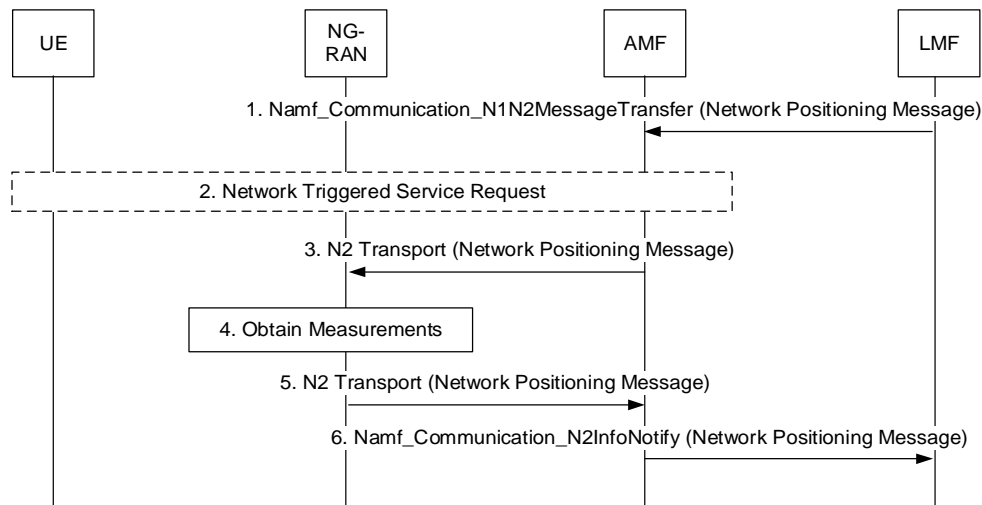 UE
NG-
RAN
AMF
LMF
1. Namf_Communication_N1N2MessageTransfer (Network Positioning Message)
2. Network Triggered Service Request
3. N2 Transport (Network Positioning Message)
4. Obtain Measurements
5. N2 Transport (Network Positioning Message)
6. Namf_Communication_N2InfoNotify (Network Positioning Message)